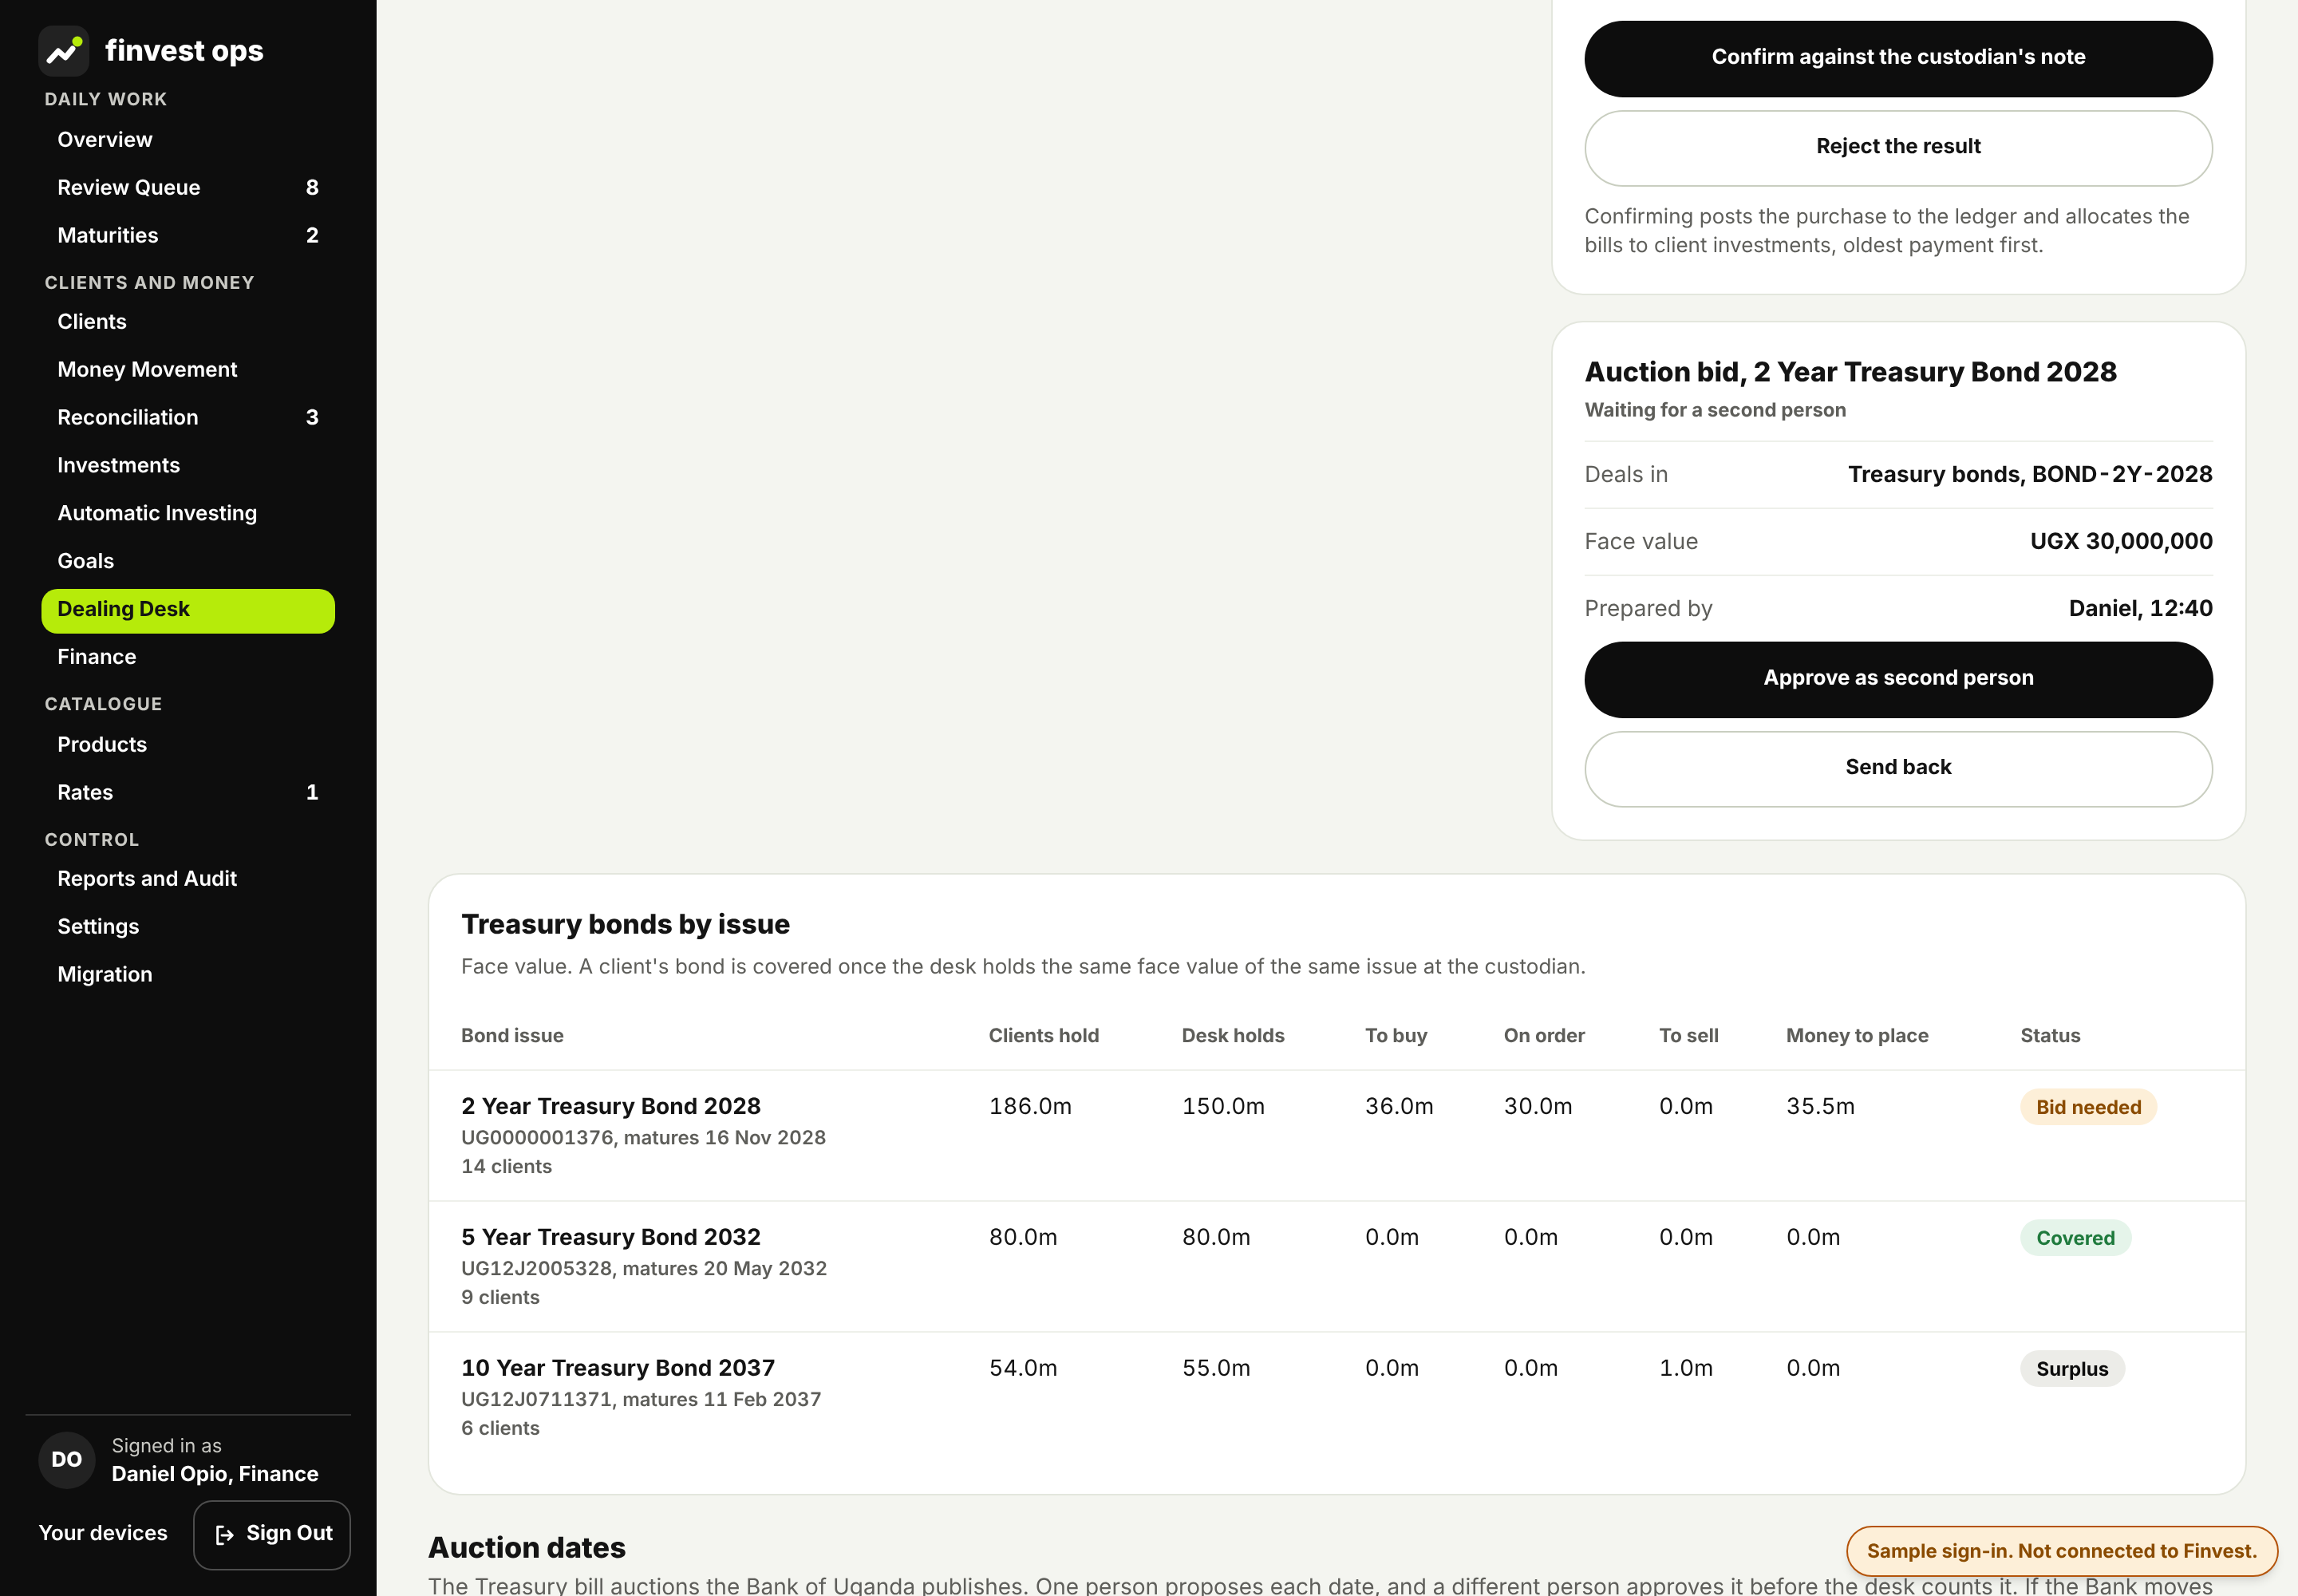 finvest ops
DAILY WORK
Overview
Review Queue 8
Maturities 2
CLIENTS AND MONEY
Clients
Money Movement
Reconciliation 3
Investments
Automatic Investing
Goals
Dealing Desk
Finance
CATALOGUE
Products
Rates 1
CONTROL
Reports and Audit
Settings
Migration
DO
Signed in as
Daniel Opio, Finance
Your devices
Sign Out
Confirm against the custodian's note
Reject the result
Confirming posts the purchase to the ledger and allocates the
bills to client investments, oldest payment first.
Auction bid, 2 Year Treasury Bond 2028
Waiting for a second person
Deals in Treasury bonds, BOND-2Y-2028
Face value UGX 30,000,000
Prepared by Daniel, 12:40
Approve as second person
Send back
Treasury bonds by issue
Face value. A client's bond is covered once the desk holds the same face value of the same issue at the custodian.
Bond issue Clients hold Desk holds To buy On order To sell Money to place Status
2 Year Treasury Bond 2028 186.0m 150.0m 36.0m 30.0m 0.0m 35.5m Bid needed
UG0000001376, matures 16 Nov 2028
14 clients
5 Year Treasury Bond 2032 80.0m 80.0m 0.0m 0.0m 0.0m 0.0m Covered
UG12J2005328, matures 20 May 2032
9 clients
10 Year Treasury Bond 2037 54.0m 55.0m 0.0m 0.0m 1.0m 0.0m Surplus
UG12J0711371, matures 11 Feb 2037
6 clients
Auction dates
Sample sign-in. Not connected to Finvest.
The Treasury bill auctions the Bank of Uganda publishes. One person proposes each date, and a different person approves it before the desk counts it. If the Bank moves